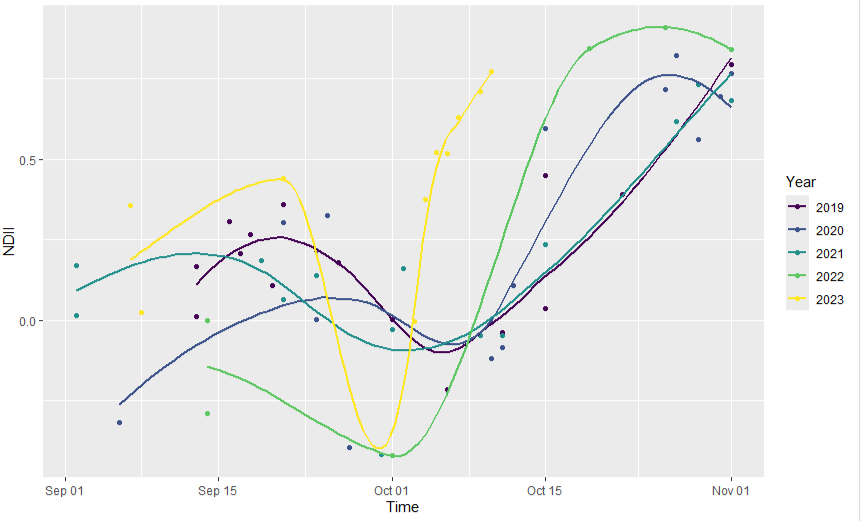 NDII
0.5
0.0
Sep 01
Sep 15
Oct 01
Oct 15
Nov 01
Time
Year
2019
2020
2021
2022
2023